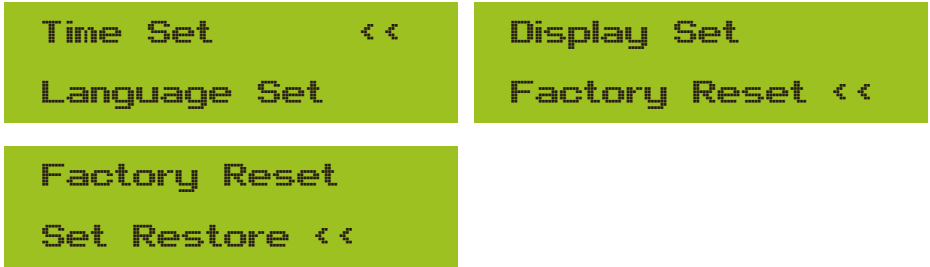 Time Set <<
Language Set
Display Set
Factory Reset <<
Factory Reset
Set Restore <<